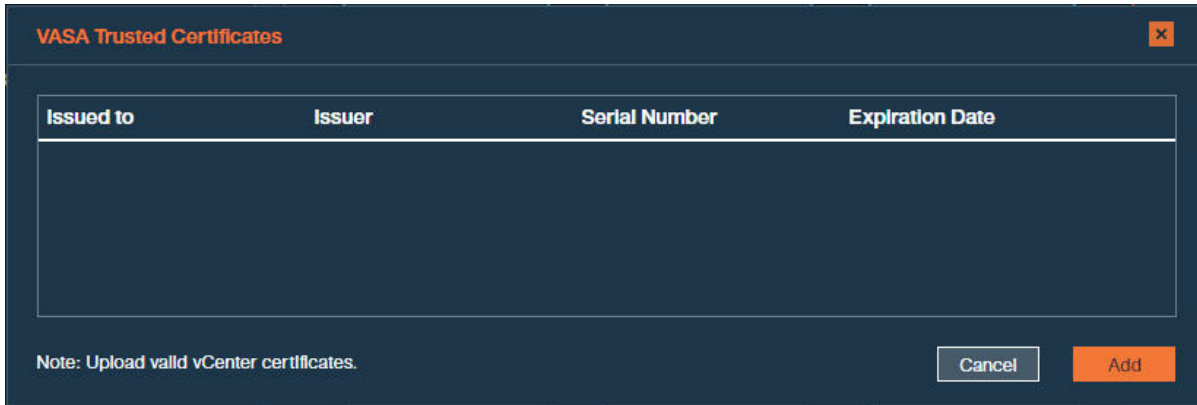 VASA Trusted Certificates
Issued to Issuer Serial Number Expiration Date
Note: Upload valid vCenter certificates.
Cancel Add